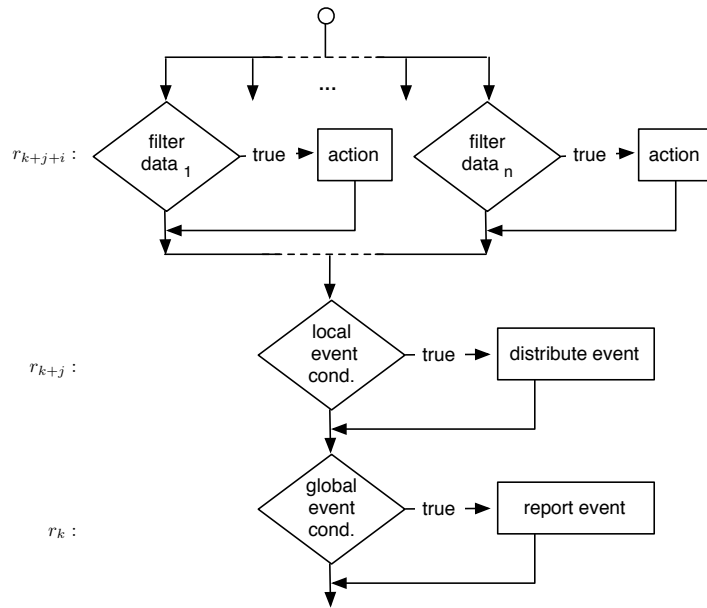 ...
r_{k+j+i} :
filter
data 1
true
action
filter
data n
true
action
r_{k+j} :
local
event
cond.
true
distribute event
r_k :
global
event
cond.
true
report event